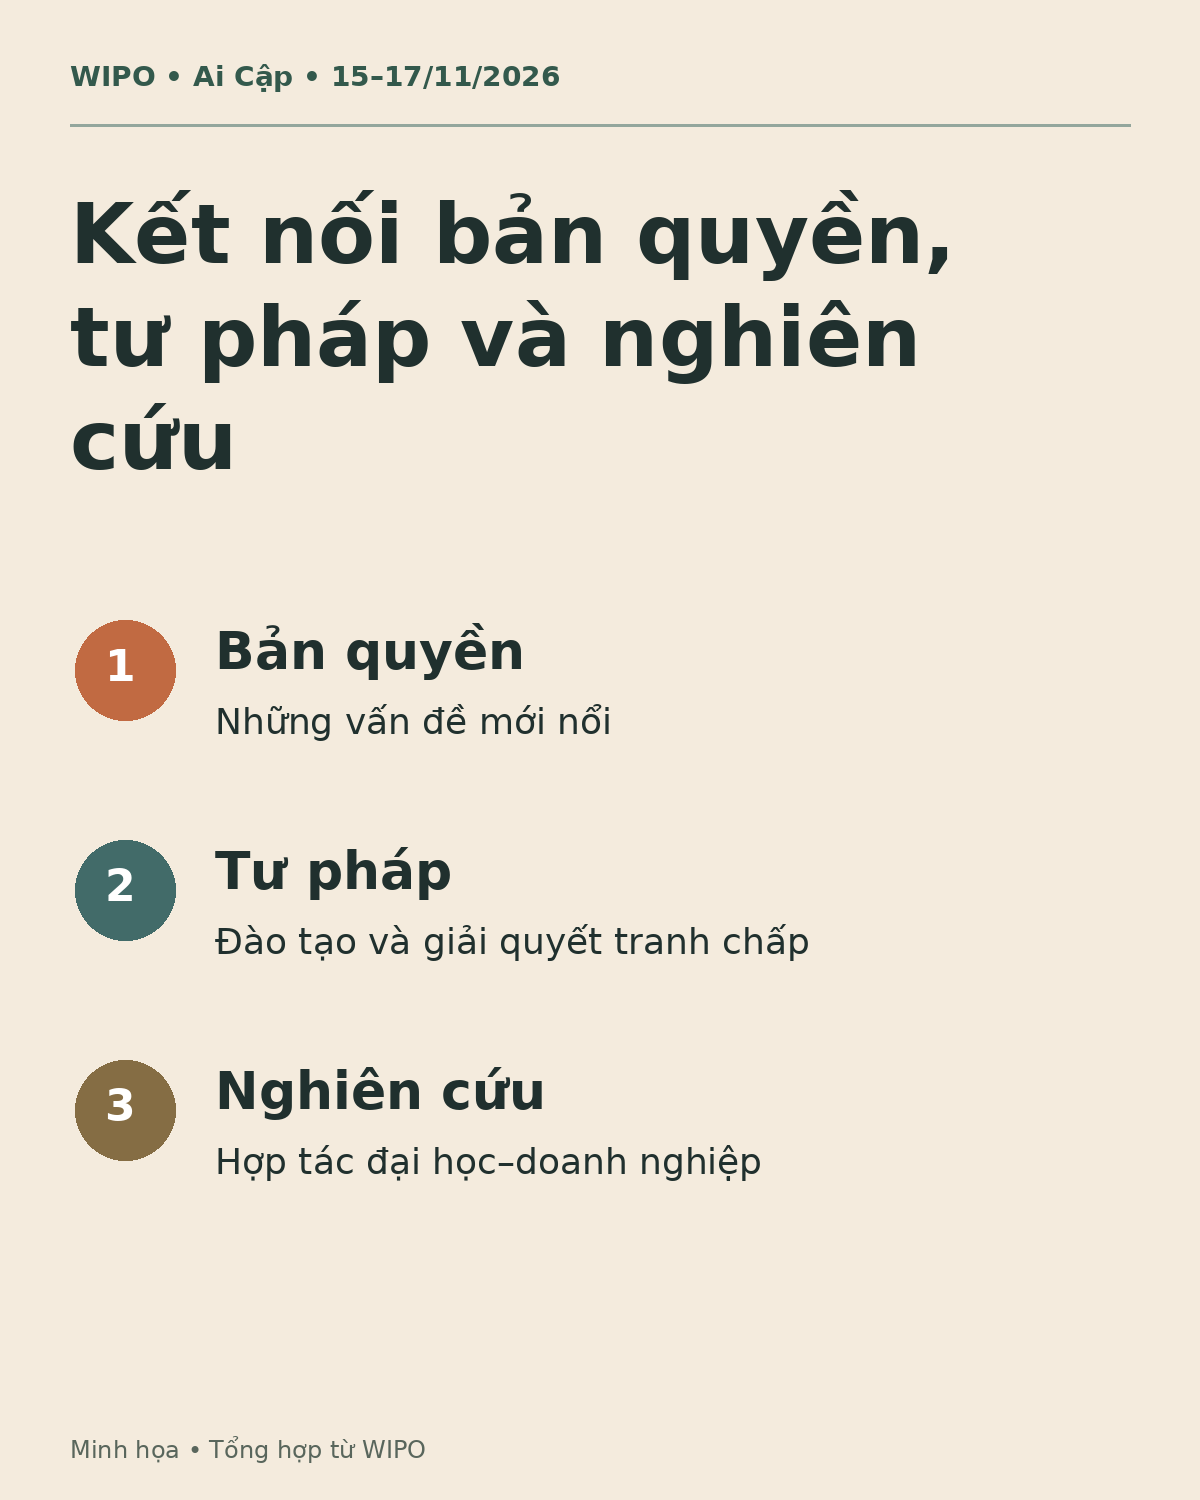 WIPO • Ai Cập • 15–17/11/2026
Kết nối bản quyền,
tư pháp và nghiên
cứu
1
Bản quyền
Những vấn đề mới nổi
2
Tư pháp
Đào tạo và giải quyết tranh chấp
3
Nghiên cứu
Hợp tác đại học–doanh nghiệp
Minh họa • Tổng hợp từ WIPO